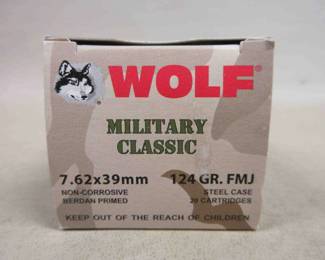 WOLF®
MILITARY
CLASSIC
7.62x39mm 124 GR. FMJ
NON-CORROSIVE STEEL CASE
BERDAN PRIMED 20 CARTRIDGES
KEEP OUT OF THE REACH OF CHILDREN